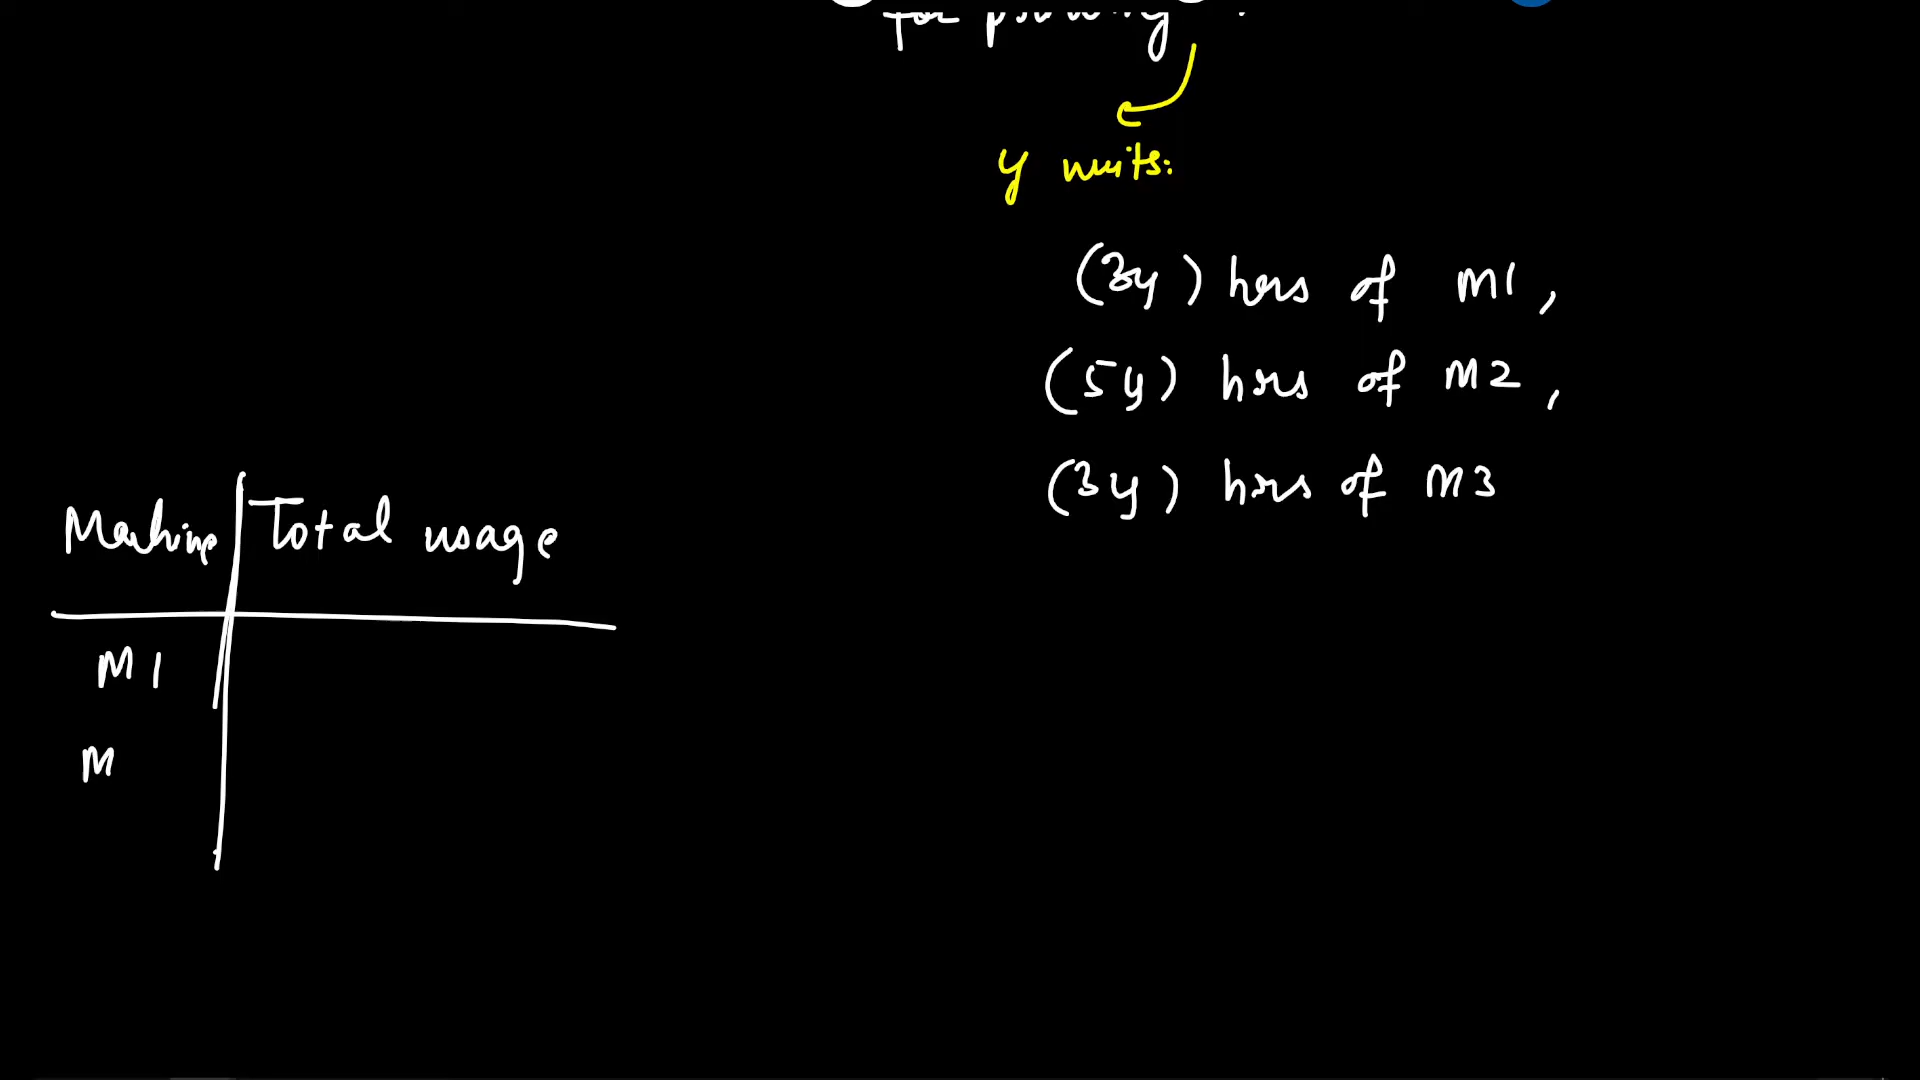 y units:
(3y) hrs of M1,
(5y) hrs of M2,
(3y) hrs of M3
Machine Total usage
M1
M